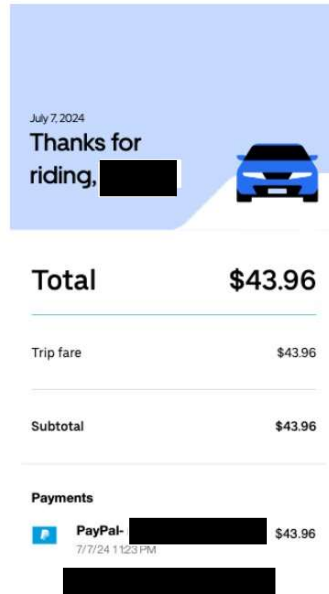 July 7, 2024
Thanks for
riding,
Total $43.96
Trip fare $43.96
Subtotal $43.96
Payments
PayPal- $43.96
7/7/24 11:23 PM